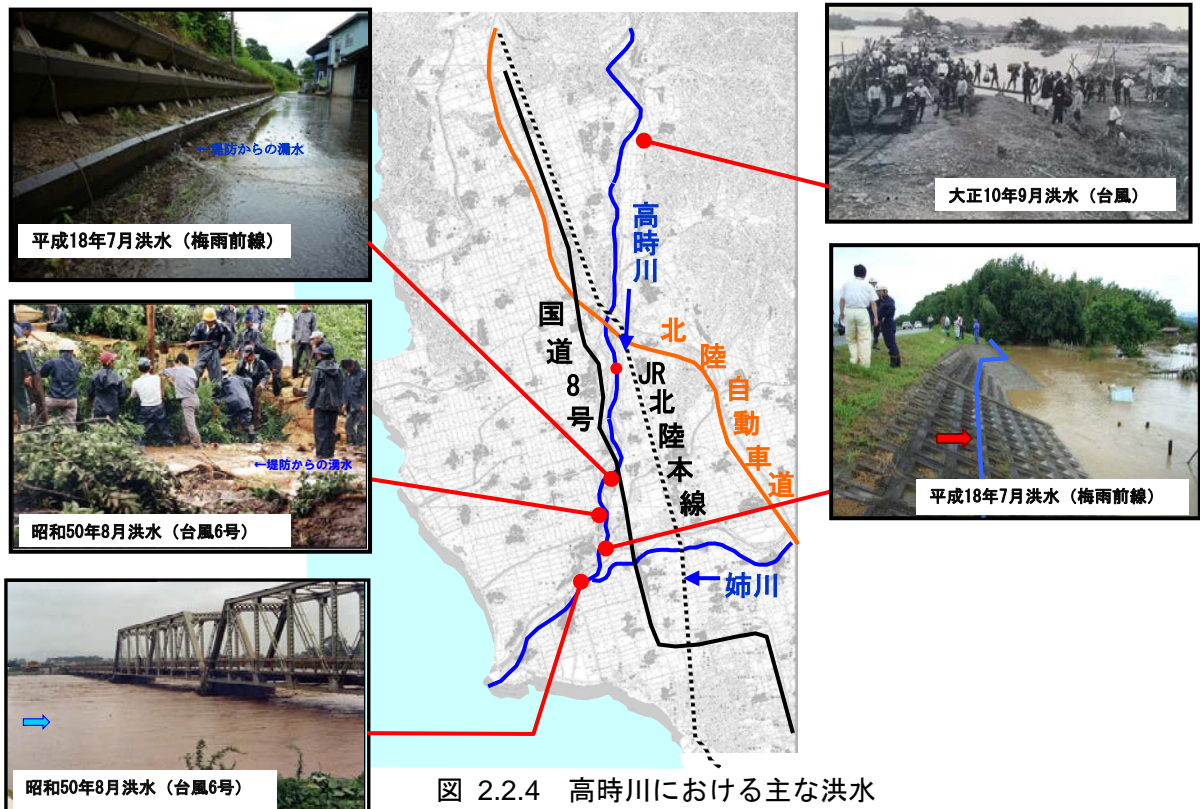 ←堤防からの漏水
平成18年7月洪水（梅雨前線）
大正10年9月洪水（台風）
高時川
国道8号
北陸自動車道
JR北陸本線
←堤防からの湧水
昭和50年8月洪水（台風6号）
平成18年7月洪水（梅雨前線）
姉川
昭和50年8月洪水（台風6号）
図 2.2.4 高時川における主な洪水